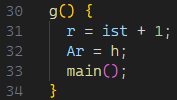 30 g() {
31 r = ist + 1;
32 Ar = h;
33 main();
34 }